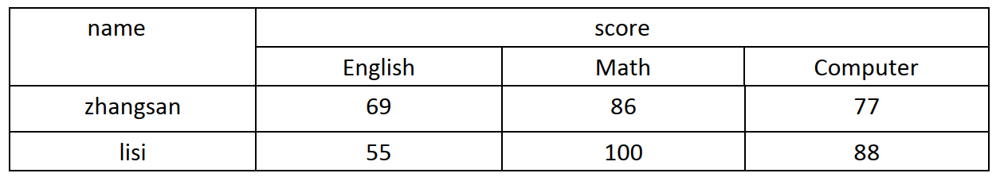 name score
English Math Computer
zhangsan 69 86 77
lisi 55 100 88